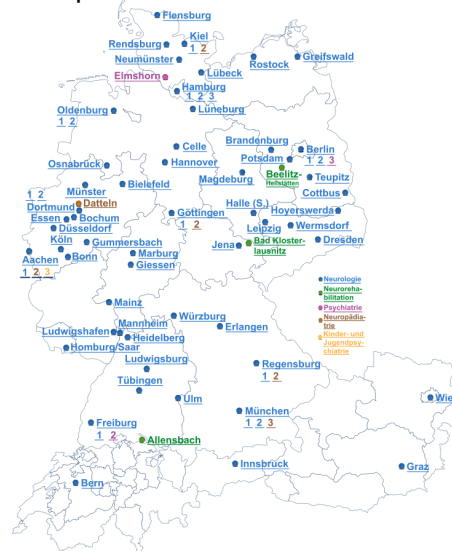 Flensburg
Kiel
1 2
Rendsburg
Neumünster
Rostock
Greifswald
Elmshorn
Lübeck
Hamburg
1 2 3
Oldenburg
1 2
Lüneburg
Celle
Brandenburg
Berlin
1 2 3
Osnabrück
Hannover
Potsdam
Magdeburg
Beelitz-
Heilstätten
Teupitz
1 2
Münster
Bielefeld
Cottbus
Dortmund
Datteln
Essen
Bochum
Göttingen
1 2
Halle (S.)
Hoyerswerda
Düsseldorf
Leipzig
Wermsdorf
Köln
Gummersbach
Jena
Bad Kloster-
lausnitz
Dresden
Aachen
1 2 3
Bonn
Marburg
Giessen
Neurologie
Neuroreha-
bilitation
Psychiatrie
Neuropädia-
trie
Kinder- und
Jugendpsy-
chiatrie
Mainz
Würzburg
Mannheim
Erlangen
Ludwigshafen
Heidelberg
Homburg/Saar
Ludwigsburg
Regensburg
1 2
Tübingen
Ulm
Wie
München
1 2 3
Freiburg
1 2
Allensbach
Innsbruck
Graz
Bern